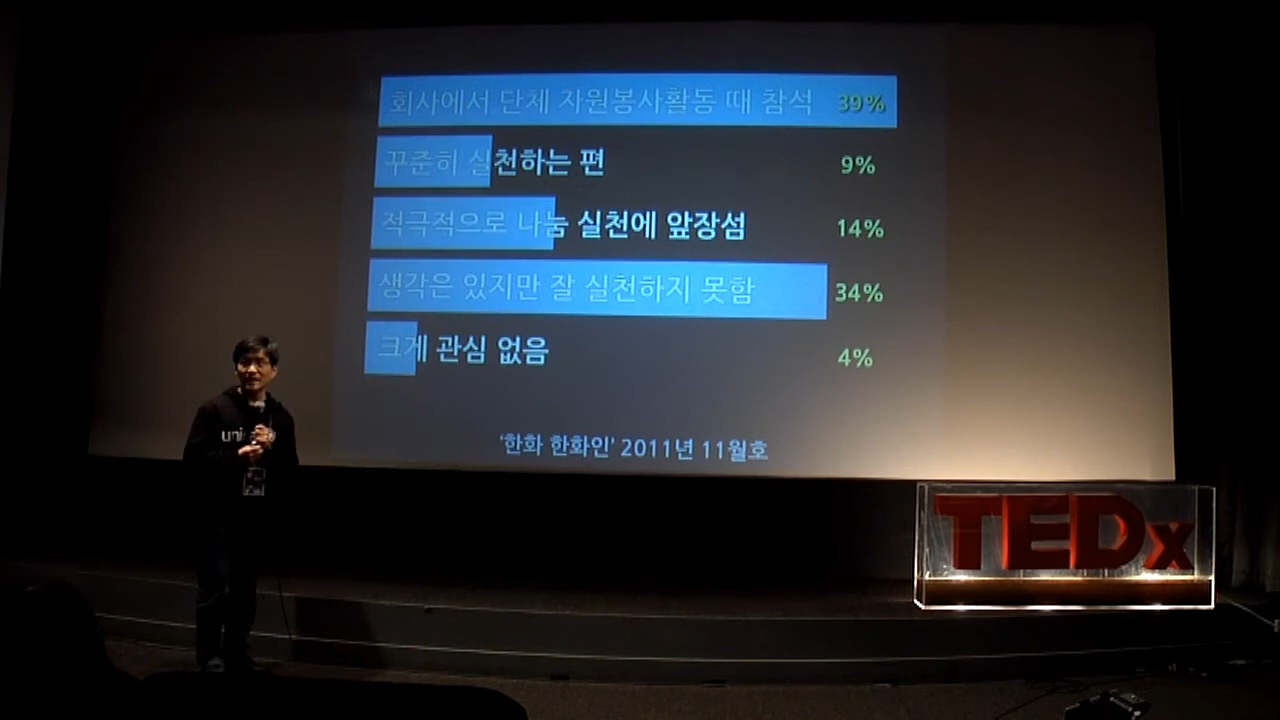 회사에서 단체 자원봉사활동 때 참석 39%
꾸준히 실천하는 편 9%
적극적으로 나눔 실천에 앞장섬 14%
생각은 있지만 잘 실천하지 못함 34%
크게 관심 없음 4%
'한화 한화인' 2011년 11월호
TEDx